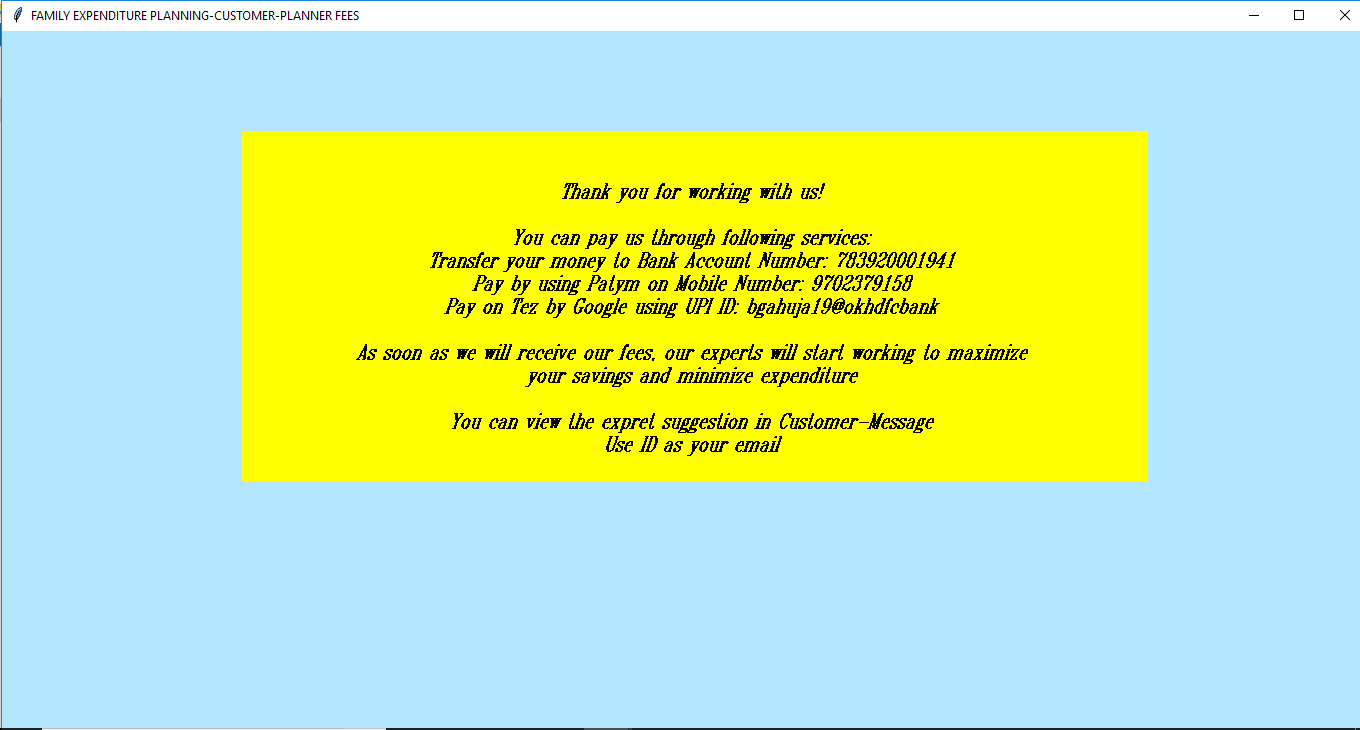 FAMILY EXPENDITURE PLANNING-CUSTOMER-PLANNER FEES
Thank you for working with us!
You can pay us through following services:
Transfer your money to Bank Account Number: 783920001941
Pay by using Patym on Mobile Number: 9702379158
Pay on Tez by Google using UPI ID: bgahuja19@okhdfcbank
As soon as we will receive our fees, our experts will start working to maximize
your savings and minimize expenditure
You can view the expret suggestion in Customer-Message
Use ID as your email